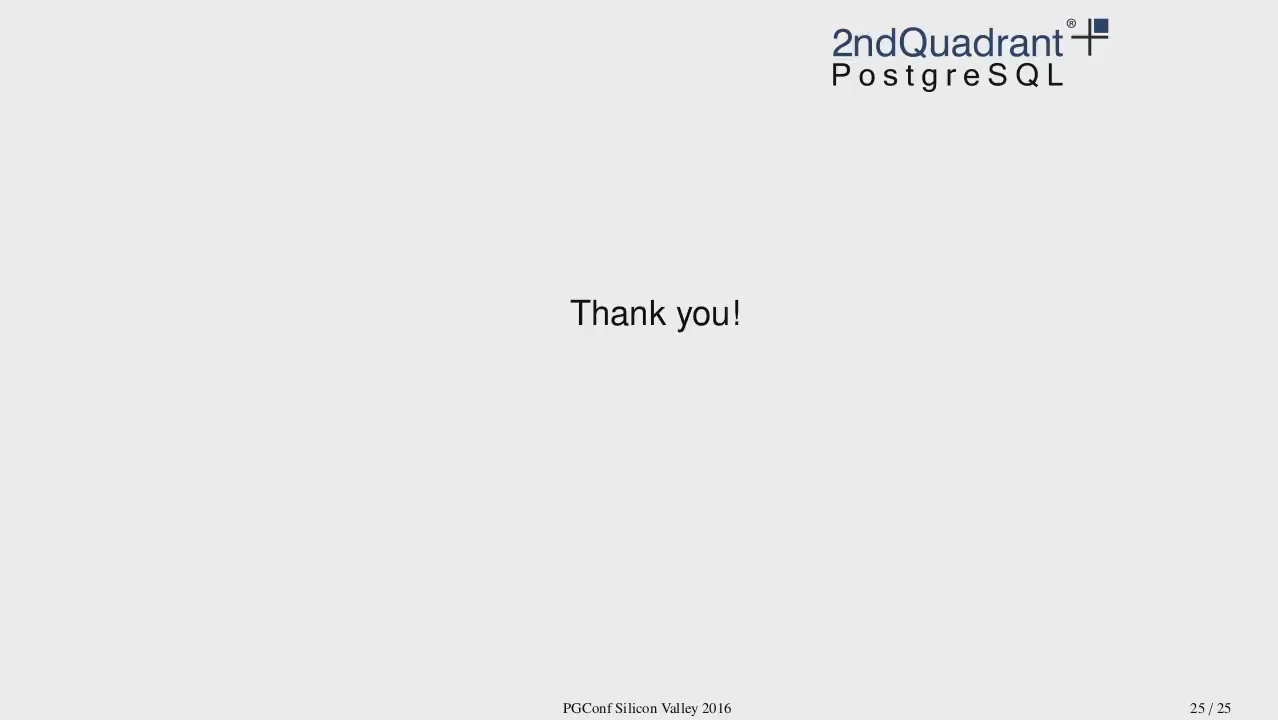 2ndQuadrant®
PostgreSQL
Thank you!
PGConf Silicon Valley 2016
25 / 25